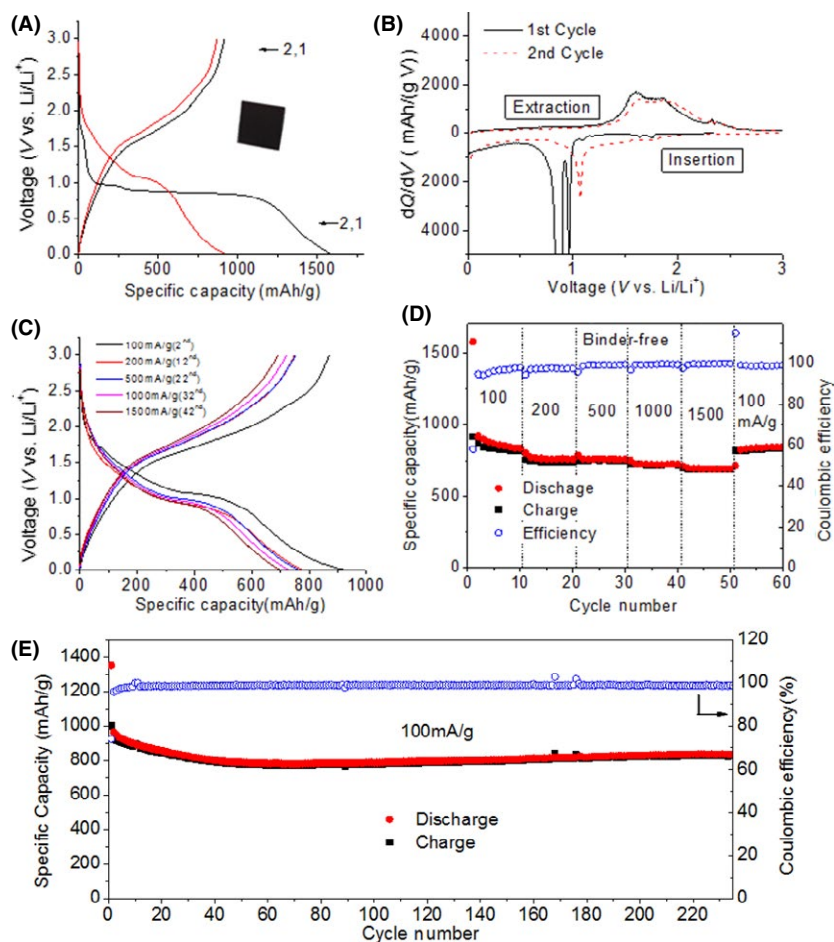 (A)
3.0
2.5
2.0
1.5
1.0
0.5
0.0
Voltage (V vs. Li/Li⁺)
2,1
2,1
0 500 1000 1500
Specific capacity (mAh/g)
(B)
1st Cycle
2nd Cycle
4000
2000
0
2000
4000
dQ/dV ( mAh/(g V)
Extraction
Insertion
0 1 2 3
Voltage (V vs. Li/Li⁺)
(C)
3.0
2.5
2.0
1.5
1.0
0.5
0.0
Voltage (V vs. Li/Li⁺)
100mA/g(2ⁿᵈ)
200mA/g(12ⁿᵈ)
500mA/g(22ⁿᵈ)
1000mA/g(32ⁿᵈ)
1500mA/g(42ⁿᵈ)
0 200 400 600 800 1000
Specific capacity(mAh/g)
(D)
Binder-free
1500
1000
500
0
Specific capacity(mAh/g)
100 200 500 1000 1500 100
mA/g
Dischage
Charge
Efficiency
100
80
60
40
20
0
Coulombic efficiency
0 10 20 30 40 50 60
Cycle number
(E)
1400
1200
1000
800
600
400
200
0
Specific Capacity (mAh/g)
100mA/g
Discharge
Charge
120
100
80
60
40
20
0
Coulombic efficiency(%)
0 20 40 60 80 100 120 140 160 180 200 220
Cycle number